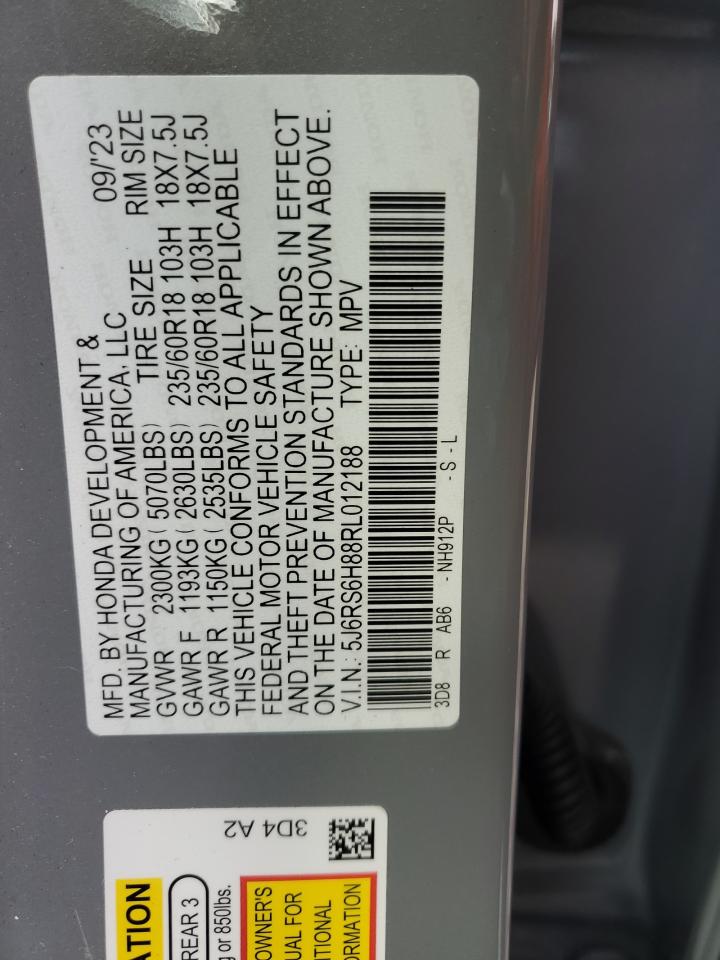 MFD. BY HONDA DEVELOPMENT &
MANUFACTURING OF AMERICA, LLC 09/'23
TIRE SIZE RIM SIZE
GVWR 2300KG ( 5070LBS)
GAWR F 1193KG ( 2630LBS) 235/60R18 103H 18X7.5J
GAWR R 1150KG ( 2535LBS) 235/60R18 103H 18X7.5J
THIS VEHICLE CONFORMS TO ALL APPLICABLE
FEDERAL MOTOR VEHICLE SAFETY
AND THEFT PREVENTION STANDARDS IN EFFECT
ON THE DATE OF MANUFACTURE SHOWN ABOVE.
V.I.N.: 5J6RS6H88RL012188 TYPE: MPV
3D8 R AB6 - NH912P - S - L
3D4 A2
REAR 3
or 850lbs.